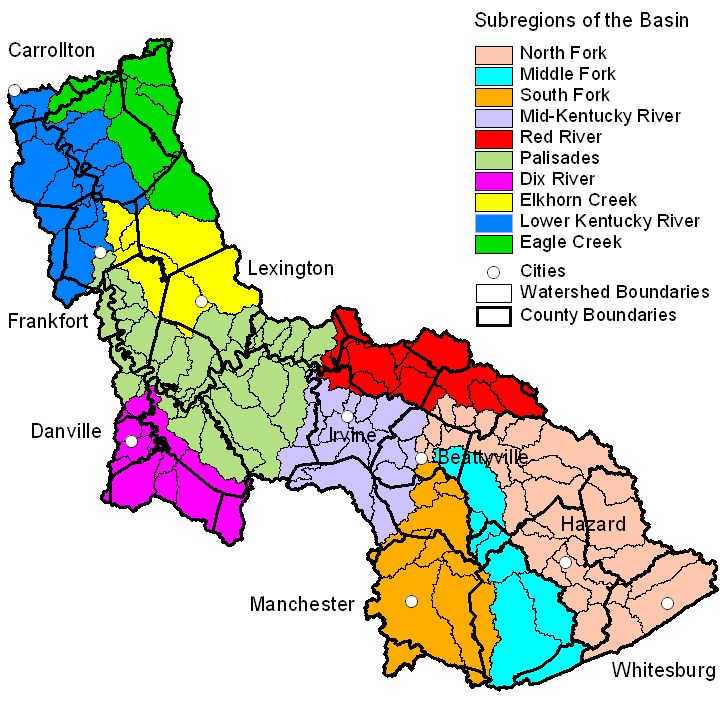 Subregions of the Basin
Carrollton
North Fork
Middle Fork
South Fork
Mid-Kentucky River
Red River
Palisades
Dix River
Elkhorn Creek
Lower Kentucky River
Eagle Creek
Cities
Watershed Boundaries
County Boundaries
Lexington
Frankfort
Danville
Irvine
Beattyville
Hazard
Manchester
Whitesburg